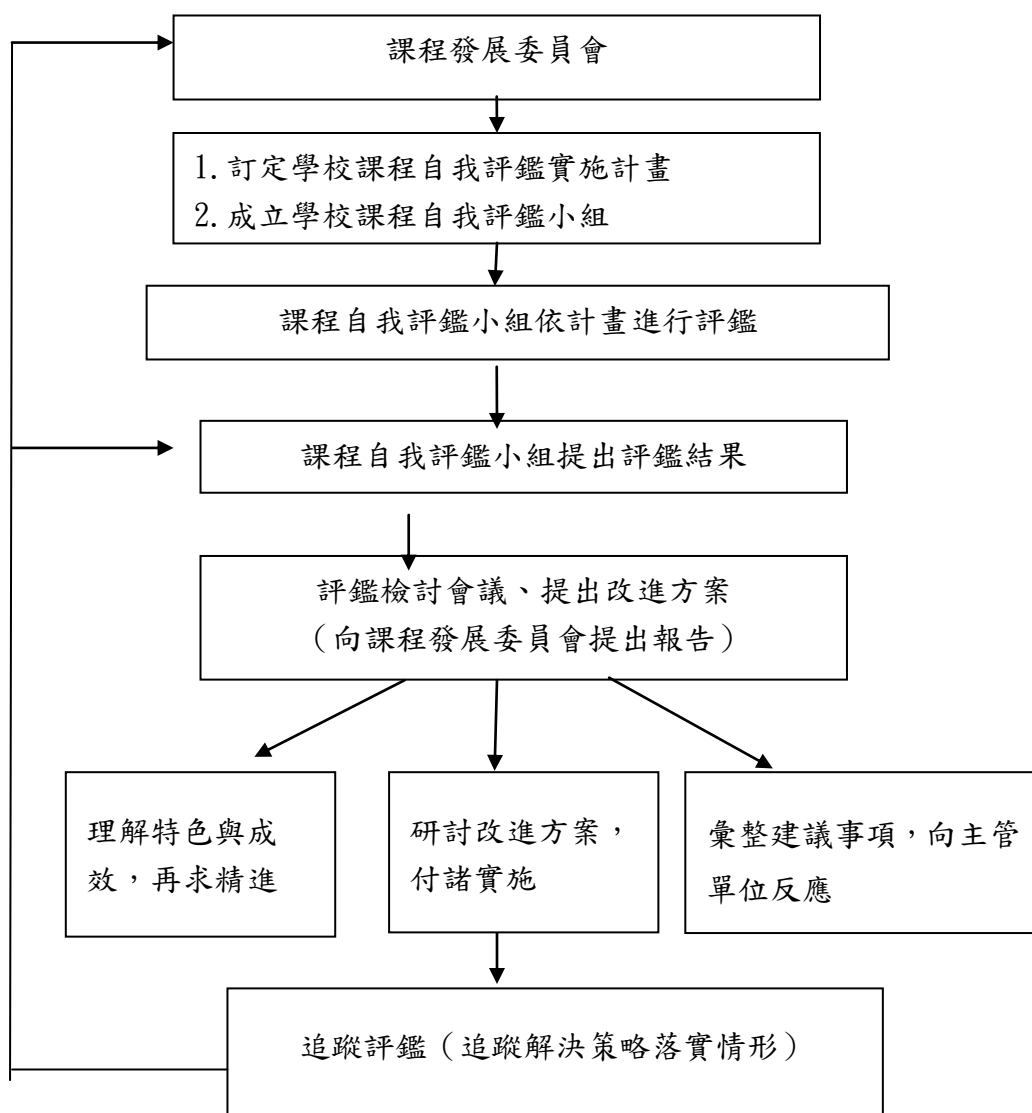 課程發展委員會
1.訂定學校課程自我評鑑實施計畫
2.成立學校課程自我評鑑小組
課程自我評鑑小組依計畫進行評鑑
課程自我評鑑小組提出評鑑結果
評鑑檢討會議、提出改進方案
（向課程發展委員會提出報告）
理解特色與成
效，再求精進
研討改進方案，
付諸實施
彙整建議事項，向主管
單位反應
追蹤評鑑（追蹤解決策略落實情形）